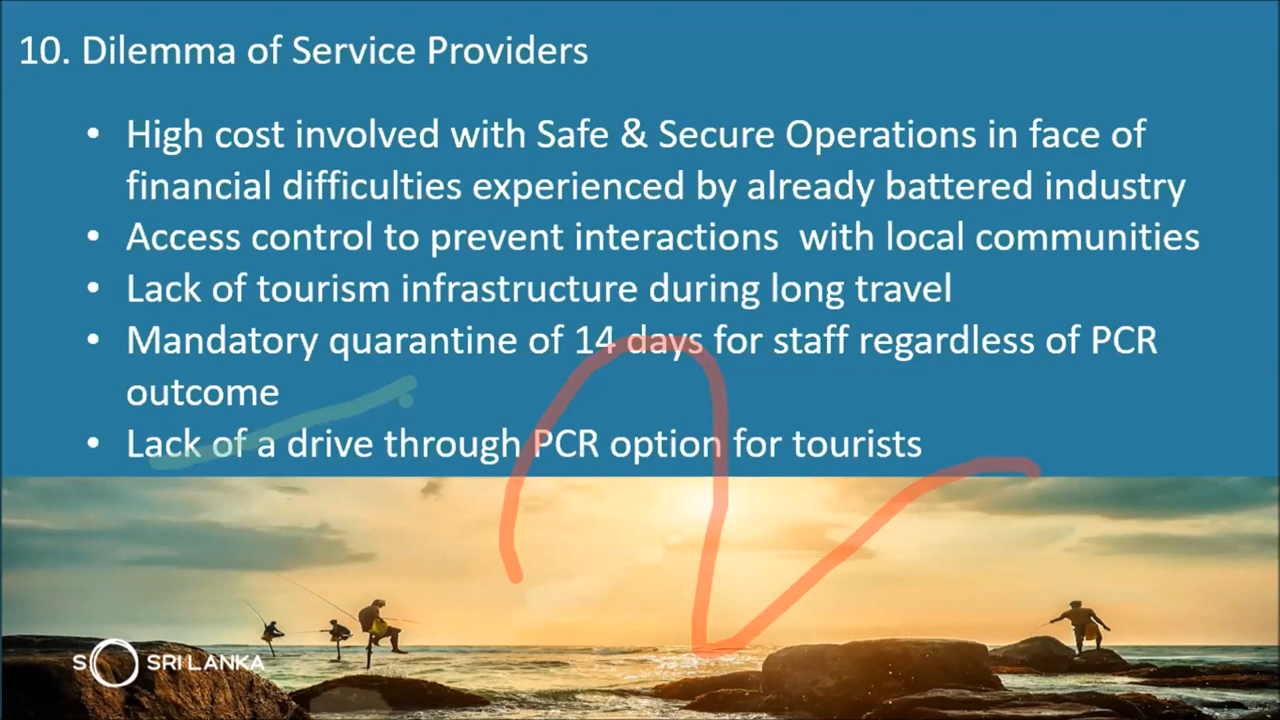 10. Dilemma of Service Providers
• High cost involved with Safe & Secure Operations in face of
financial difficulties experienced by already battered industry
• Access control to prevent interactions with local communities
• Lack of tourism infrastructure during long travel
• Mandatory quarantine of 14 days for staff regardless of PCR
outcome
• Lack of a drive through PCR option for tourists
SO SRI LANKA